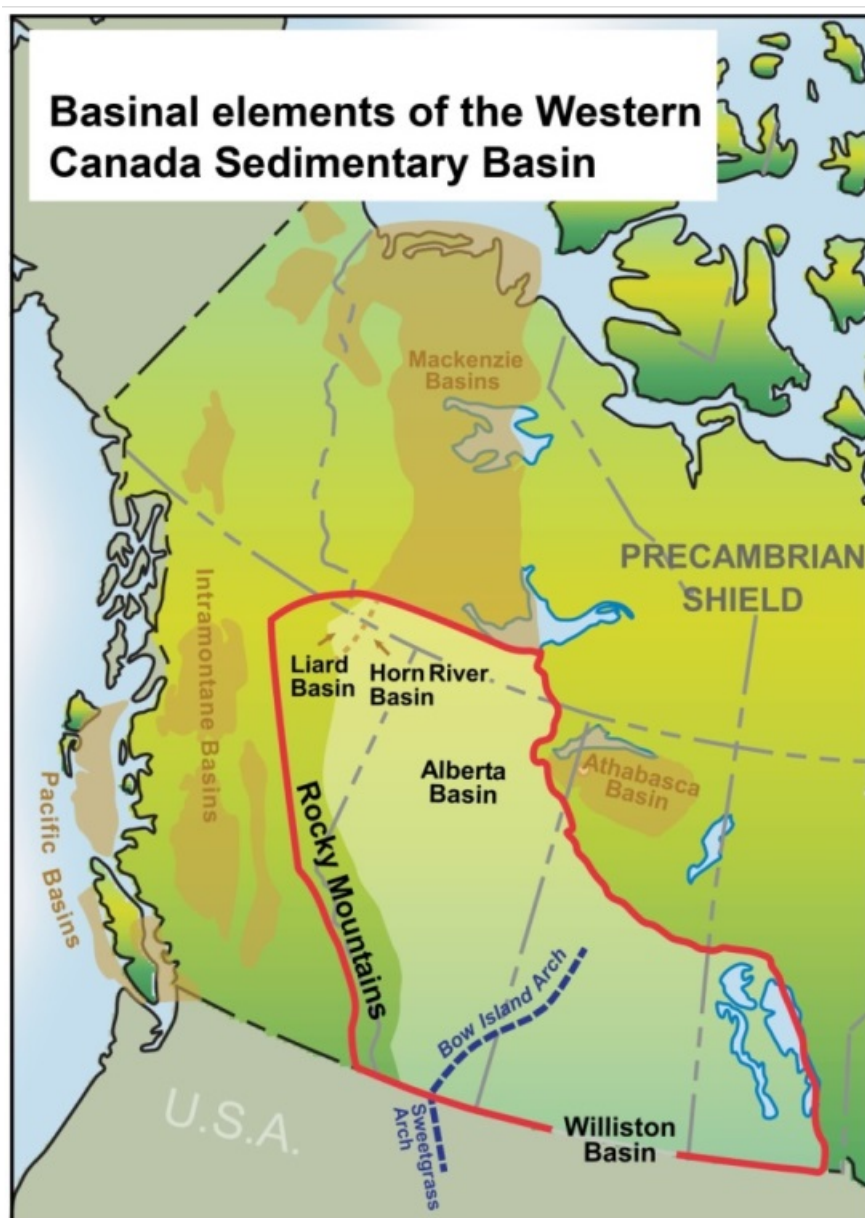 Basinal elements of the Western
Canada Sedimentary Basin
Mackenzie
Basins
PRECAMBRIAN
SHIELD
Intramontane Basins
Liard
Basin
Horn River
Basin
Alberta
Basin
Athabasca
Basin
Pacific Basins
Rocky Mountains
Bow Island Arch
Sweetgrass
Arch
U.S.A.
Williston
Basin